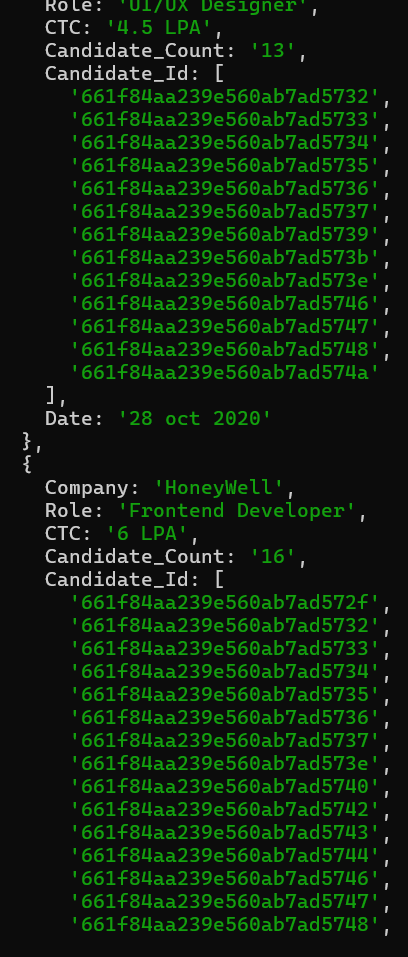 Role: 'UI/UX Designer',
CTC: '4.5 LPA',
Candidate_Count: '13',
Candidate_Id: [
'661f84aa239e560ab7ad5732',
'661f84aa239e560ab7ad5733',
'661f84aa239e560ab7ad5734',
'661f84aa239e560ab7ad5735',
'661f84aa239e560ab7ad5736',
'661f84aa239e560ab7ad5737',
'661f84aa239e560ab7ad5739',
'661f84aa239e560ab7ad573b',
'661f84aa239e560ab7ad573e',
'661f84aa239e560ab7ad5746',
'661f84aa239e560ab7ad5747',
'661f84aa239e560ab7ad5748',
'661f84aa239e560ab7ad574a'
],
Date: '28 oct 2020'
},
{
Company: 'HoneyWell',
Role: 'Frontend Developer',
CTC: '6 LPA',
Candidate_Count: '16',
Candidate_Id: [
'661f84aa239e560ab7ad572f',
'661f84aa239e560ab7ad5732',
'661f84aa239e560ab7ad5733',
'661f84aa239e560ab7ad5734',
'661f84aa239e560ab7ad5735',
'661f84aa239e560ab7ad5736',
'661f84aa239e560ab7ad5737',
'661f84aa239e560ab7ad573e',
'661f84aa239e560ab7ad5740',
'661f84aa239e560ab7ad5742',
'661f84aa239e560ab7ad5743',
'661f84aa239e560ab7ad5744',
'661f84aa239e560ab7ad5746',
'661f84aa239e560ab7ad5747',
'661f84aa239e560ab7ad5748',